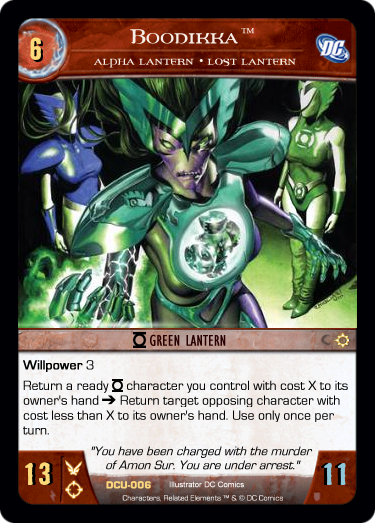 6
BOODIKKA™
DC
ALPHA LANTERN • LOST LANTERN
GREEN LANTERN
Willpower 3
Return a ready character you control with cost X to its
owner's hand ➔ Return target opposing character with
cost less than X to its owner's hand. Use only once per
turn.
"You have been charged with the murder
of Amon Sur. You are under arrest."
13
DCU-006 Illustrator DC Comics
11
Characters, Related Elements ™ & © DC Comics